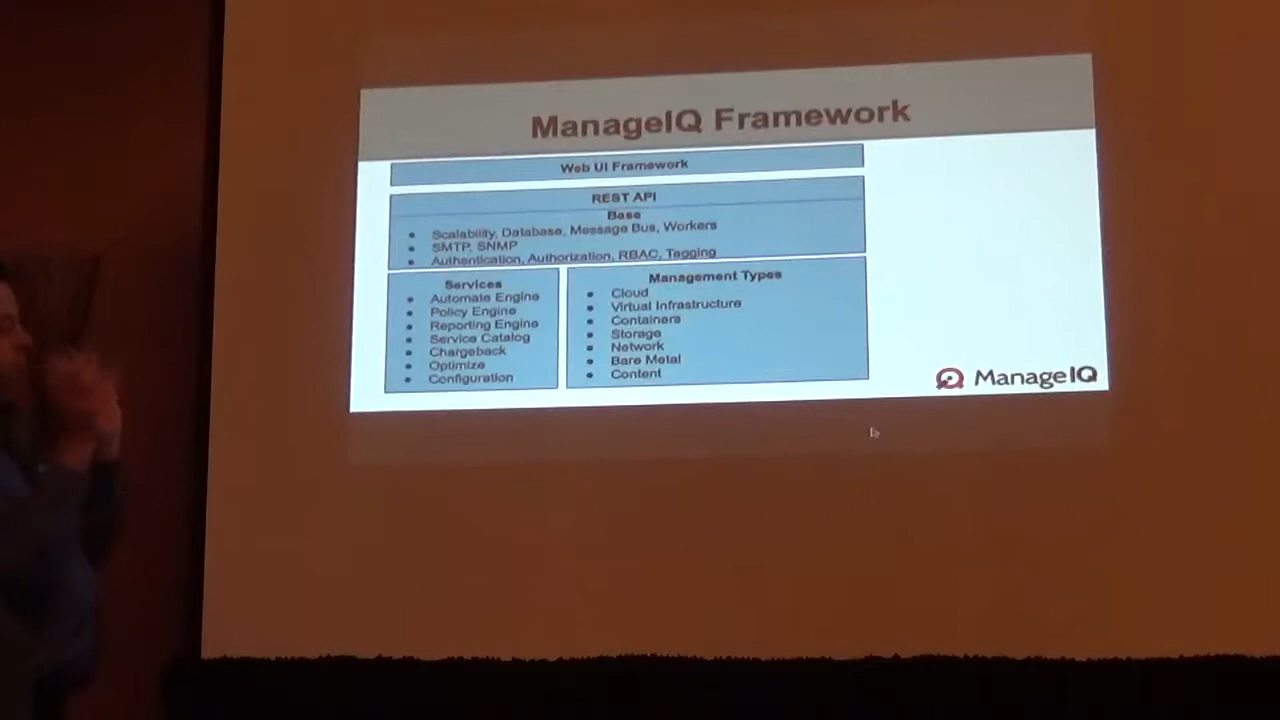 ManageIQ Framework
Web UI Framework
REST API
Base
Scalability, Database, Message Bus, Workers
SMTP, SNMP
Authentication, Authorization, RBAC, Tagging
Services
Automate Engine
Policy Engine
Reporting Engine
Service Catalog
Chargeback
Optimize
Configuration
Management Types
Cloud
Virtual Infrastructure
Containers
Storage
Network
Bare Metal
Content
ManageIQ